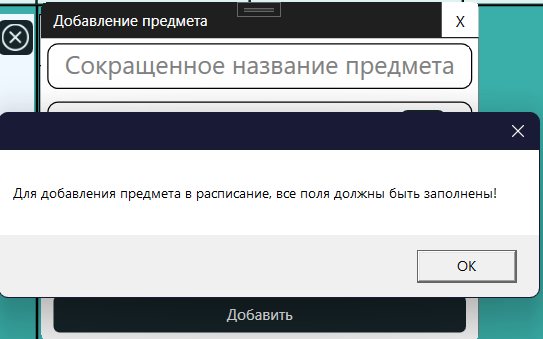 Добавление предмета
X
Сокращенное название предмета
Для добавления предмета в расписание, все поля должны быть заполнены!
OK
Добавить